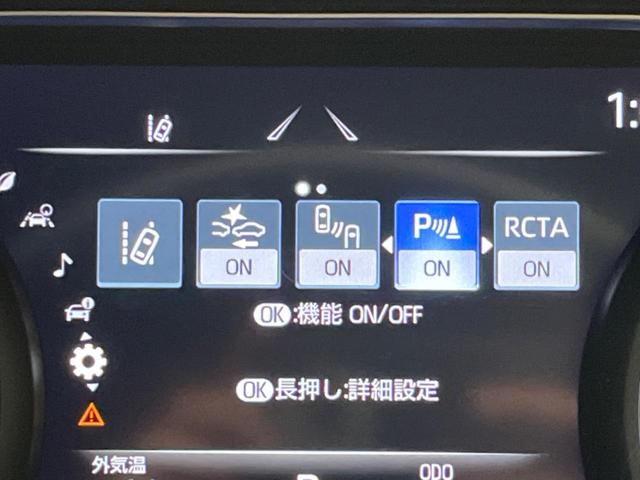 1:
P RCTA
ON ON ON ON
OK:機能 ON/OFF
OK長押し:詳細設定
外気温 ODO